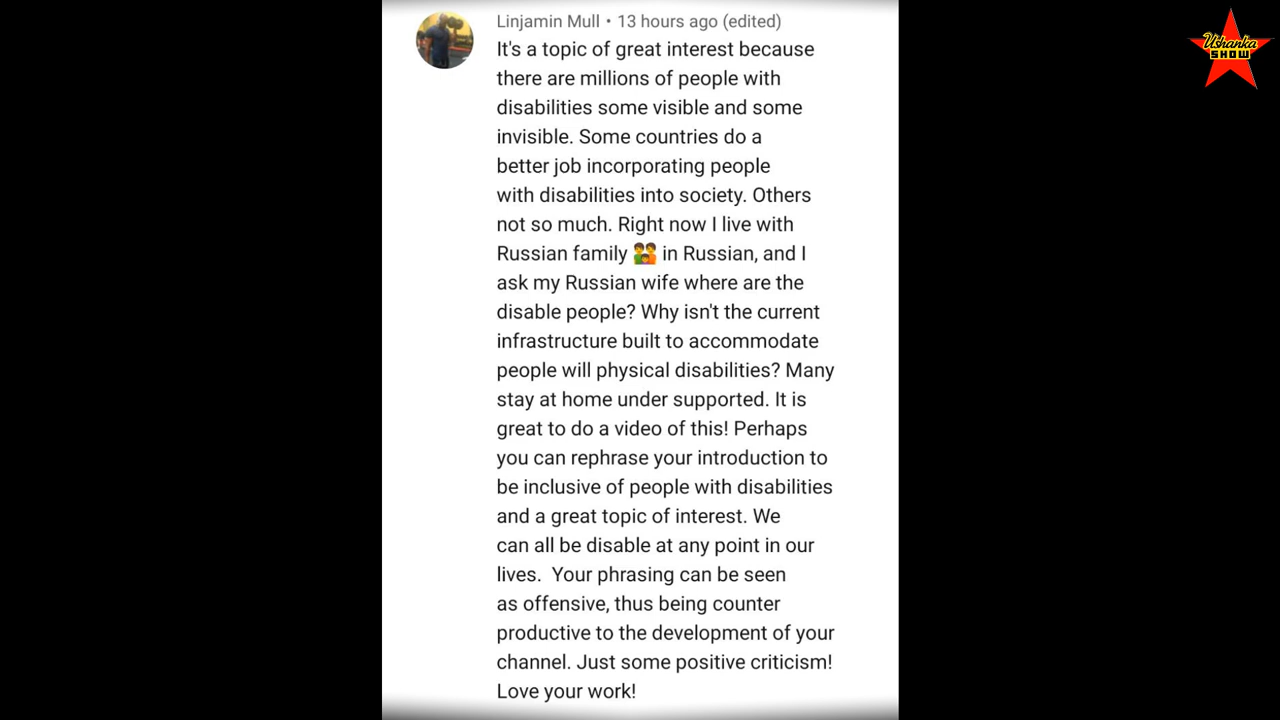 Linjamin Mull • 13 hours ago (edited)
It's a topic of great interest because
there are millions of people with
disabilities some visible and some
invisible. Some countries do a
better job incorporating people
with disabilities into society. Others
not so much. Right now I live with
Russian family 👪 in Russian, and I
ask my Russian wife where are the
disable people? Why isn't the current
infrastructure built to accommodate
people will physical disabilities? Many
stay at home under supported. It is
great to do a video of this! Perhaps
you can rephrase your introduction to
be inclusive of people with disabilities
and a great topic of interest. We
can all be disable at any point in our
lives.  Your phrasing can be seen
as offensive, thus being counter
productive to the development of your
channel. Just some positive criticism!
Love your work!
Ushanka
SHOW